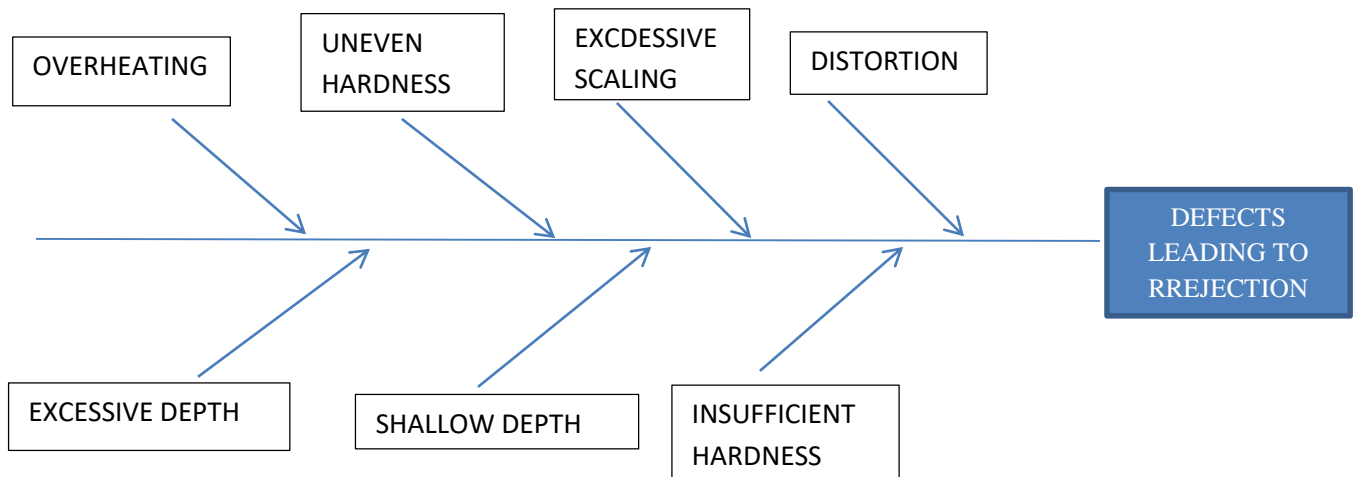 OVERHEATING
UNEVEN
HARDNESS
EXCDESSIVE
SCALING
DISTORTION
DEFECTS
LEADING TO
RREJECTION
EXCESSIVE DEPTH
SHALLOW DEPTH
INSUFFICIENT
HARDNESS